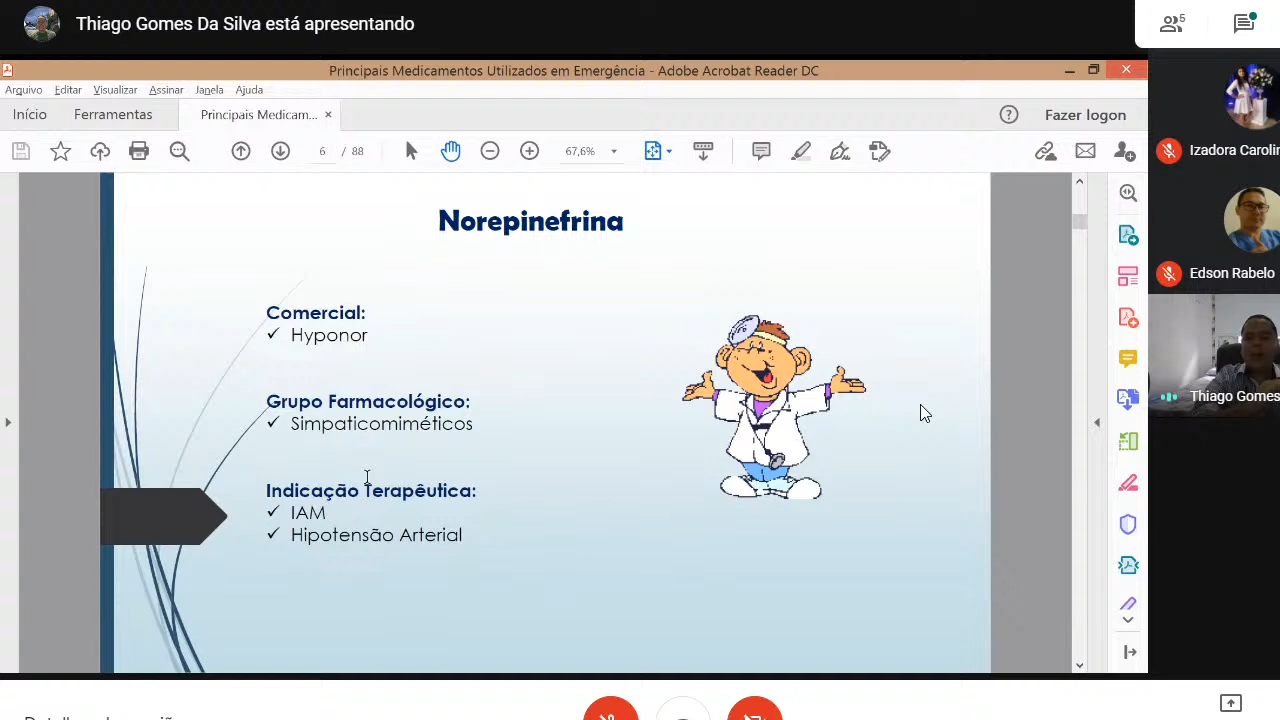 Thiago Gomes Da Silva está apresentando
5
Principais Medicamentos Utilizados em Emergência - Adobe Acrobat Reader DC
Arquivo Editar Visualizar Assinar Janela Ajuda
Início Ferramentas Principais Medicam... × Fazer logon
6 / 88 67,6%
Norepinefrina
Comercial:
✓ Hyponor
Grupo Farmacológico:
✓ Simpaticomiméticos
Indicação Terapêutica:
✓ IAM
✓ Hipotensão Arterial
Izadora Carolin
Edson Rabelo
Thiago Gomes